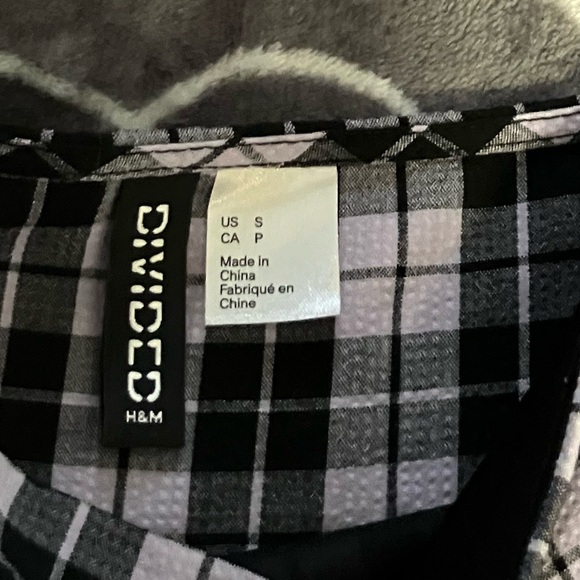 DIVIDED
H&M
US S
CA P
Made in
China
Fabriqué en
Chine